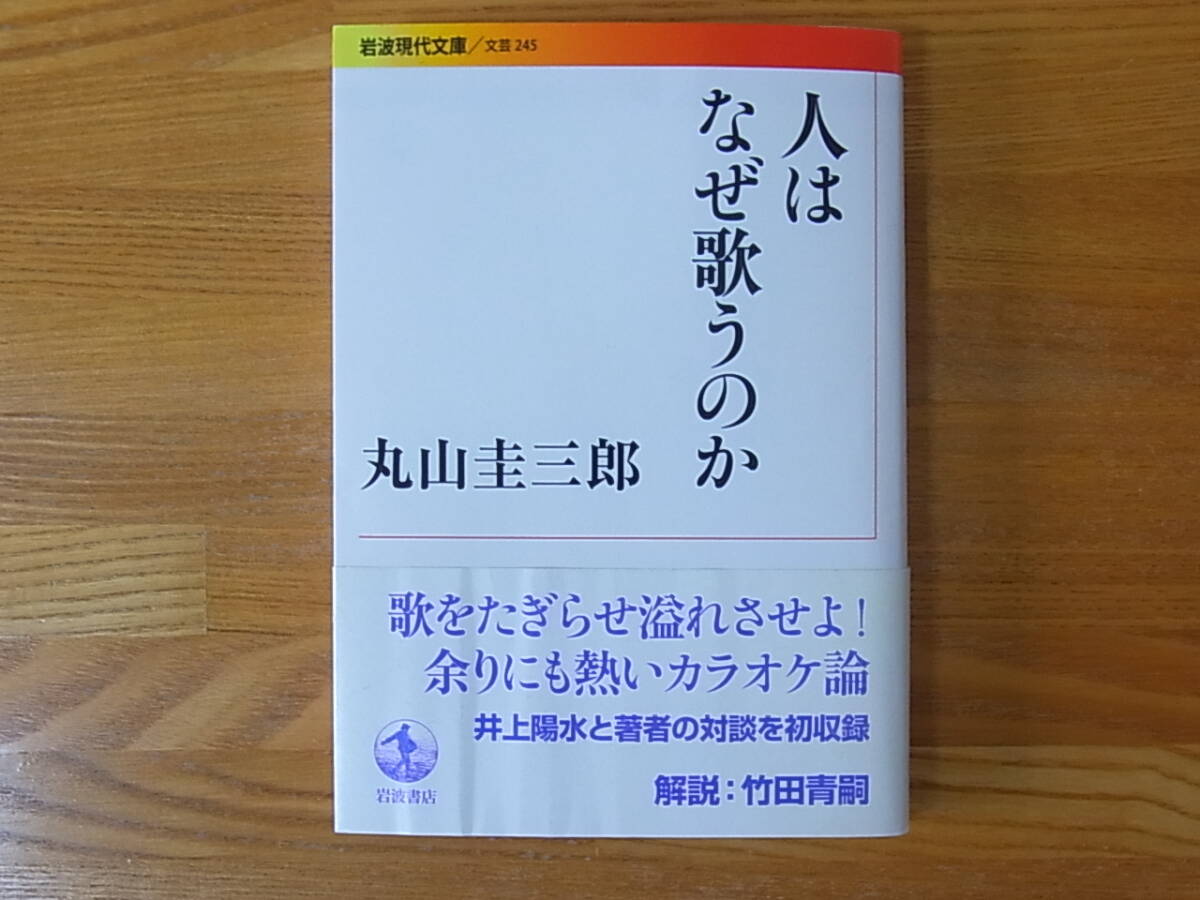 岩波現代文庫/文芸 245
人は
なぜ歌うのか
丸山圭三郎
歌をたぎらせ溢れさせよ!
余りにも熱いカラオケ論
井上陽水と著者の対談を初収録
解説:竹田青嗣
岩波書店